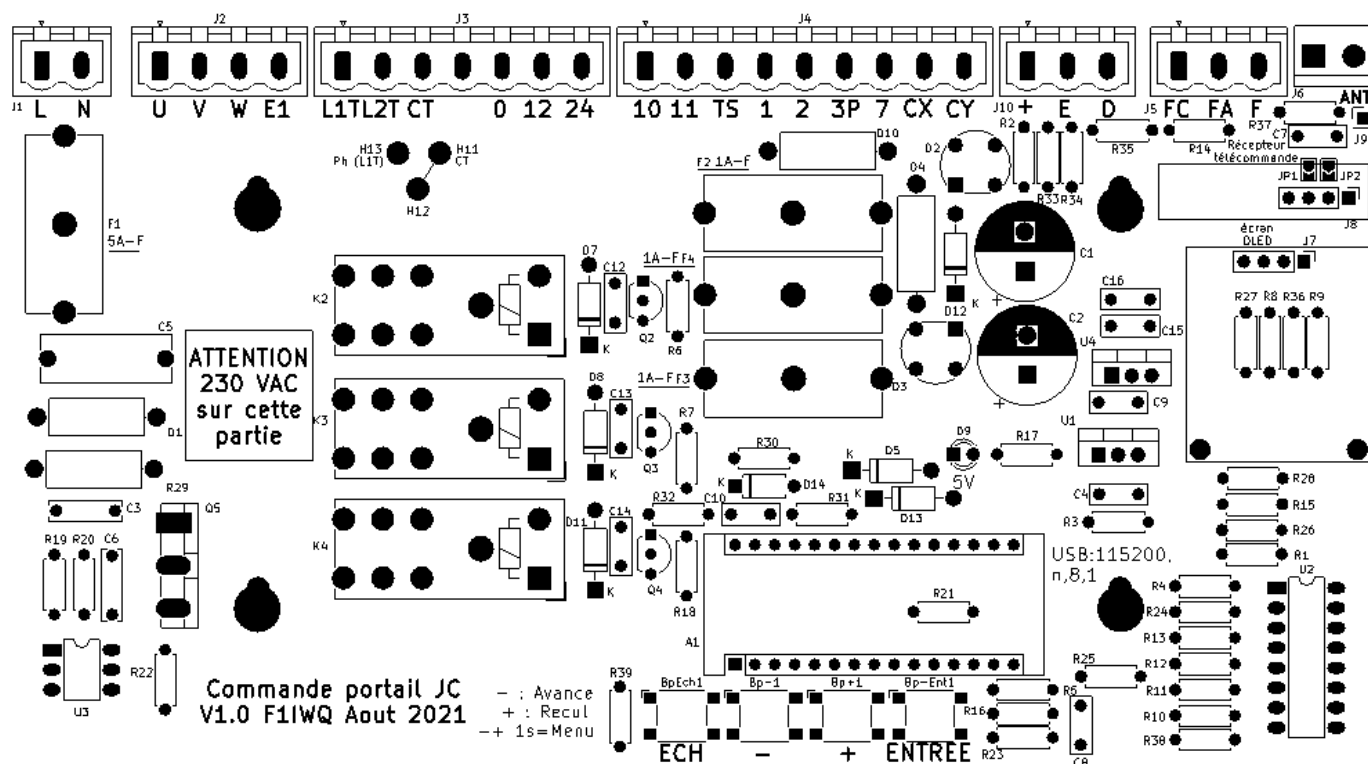 J2 J3 J4
J1 L N U V W E1 L1T L2T CT 0 12 24 10 11 TS 1 2 3P 7 CX CY J10 + E D J5 FC FA F J6 ANT
R2 R35 R14 R37 C7 J9
H13
Ph (L1T)
H11
CT
H12
F2 1A-F
D10
D4
D2
R33 R34
Récepteur
télécommande
JP1 JP2
J8
F1
5A-F
écran
OLED
J7
D7 C12 1A-F F4
K2 Q2 R6
C1
D12 K
C16
C15
R27 R8 R36 R9
C5
ATTENTION
230 VAC
sur cette
partie
K
C2 U4
D3
C9
D8 C13 1A-F F3 R7
K3 Q3 K
D1
R30
D5 K
D9
5V
R17
U1
K D14
K D13
C4
R3
R28
R15
R26
R1
R29
C3 Q5
R19 R20 C6
D11 C14 R32 C10 R31
K4 Q4 K R18
USB:115200,
n,8,1
U2
R21
A1
R4
R24
R13
R12
R11
R10
R38
U3
R22
Commande portail JC
V1.0 F1IWQ Aout 2021
- : Avance
+ : Recul
-+ 1s=Menu
R39
BpEch1 Bp-1 Bp+1 Bp-Ent1
ECH - + ENTREE
R16
R23
R5
R25
C8